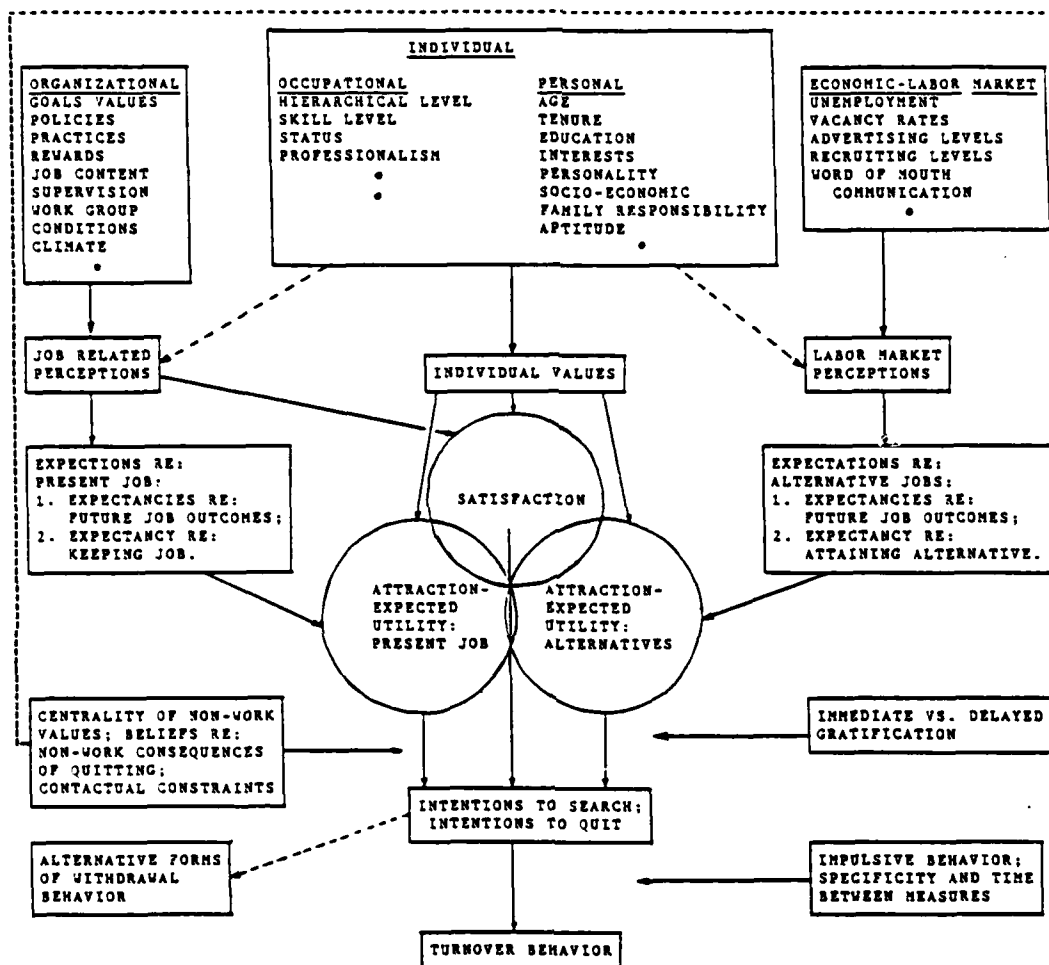 INDIVIDUAL
ORGANIZATIONAL
GOALS VALUES
POLICIES
PRACTICES
REWARDS
JOB CONTENT
SUPERVISION
WORK GROUP
CONDITIONS
CLIMATE
OCCUPATIONAL
HIERARCHICAL LEVEL
SKILL LEVEL
STATUS
PROFESSIONALISM
PERSONAL
AGE
TENURE
EDUCATION
INTERESTS
PERSONALITY
SOCIO-ECONOMIC
FAMILY RESPONSIBILITY
APTITUDE
ECONOMIC-LABOR MARKET
UNEMPLOYMENT
VACANCY RATES
ADVERTISING LEVELS
RECRUITING LEVELS
WORD OF MOUTH
COMMUNICATION
JOB RELATED
PERCEPTIONS
INDIVIDUAL VALUES
LABOR MARKET
PERCEPTIONS
EXPECTIONS RE:
PRESENT JOB:
1. EXPECTANCIES RE:
FUTURE JOB OUTCOMES;
2. EXPECTANCY RE:
KEEPING JOB.
SATISFACTION
EXPECTATIONS RE:
ALTERNATIVE JOBS:
1. EXPECTANCIES RE:
FUTURE JOB OUTCOMES;
2. EXPECTANCY RE:
ATTAINING ALTERNATIVE.
ATTRACTION-
EXPECTED
UTILITY:
PRESENT JOB
ATTRACTION-
EXPECTED
UTILITY:
ALTERNATIVES
CENTRALITY OF NON-WORK
VALUES; BELIEFS RE:
NON-WORK CONSEQUENCES
OF QUITTING;
CONTACTUAL CONSTRAINTS
IMMEDIATE VS. DELAYED
GRATIFICATION
INTENTIONS TO SEARCH;
INTENTIONS TO QUIT
ALTERNATIVE FORMS
OF WITHDRAWAL
BEHAVIOR
IMPULSIVE BEHAVIOR;
SPECIFICITY AND TIME
BETWEEN MEASURES
TURNOVER BEHAVIOR